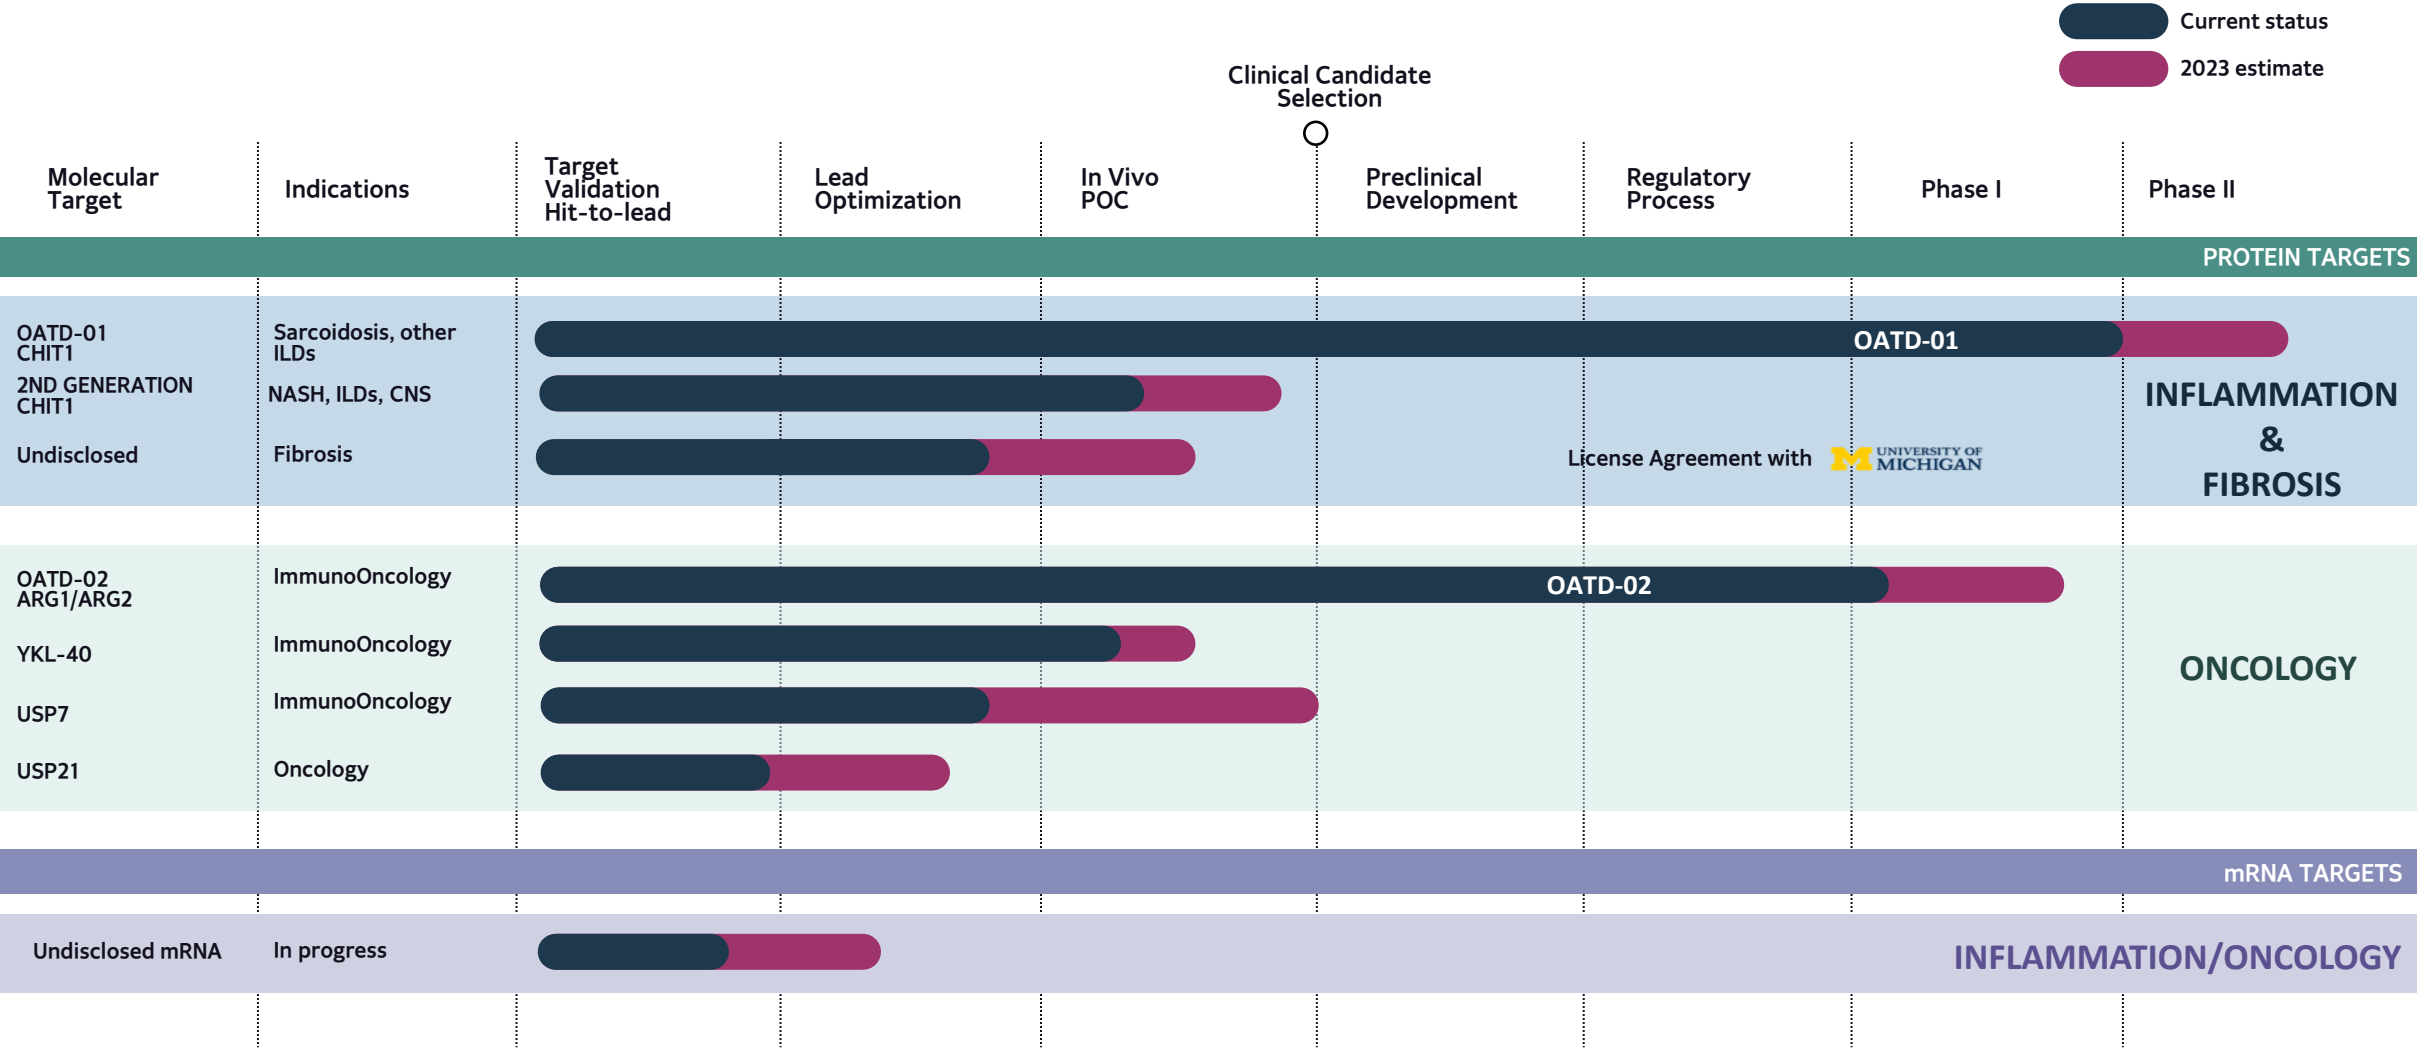 Current status
2023 estimate
Clinical Candidate
Selection
Molecular
Target
Indications
Target
Validation
Hit-to-lead
Lead
Optimization
In Vivo
POC
Preclinical
Development
Regulatory
Process
Phase I
Phase II
PROTEIN TARGETS
OATD-01
CHIT1
Sarcoidosis, other
ILDs
OATD-01
2ND GENERATION
CHIT1
NASH, ILDs, CNS
Undisclosed
Fibrosis
License Agreement with
M
UNIVERSITY OF
MICHIGAN
INFLAMMATION
&
FIBROSIS
OATD-02
ARG1/ARG2
ImmunoOncology
OATD-02
YKL-40
ImmunoOncology
USP7
ImmunoOncology
USP21
Oncology
ONCOLOGY
mRNA TARGETS
Undisclosed mRNA
In progress
INFLAMMATION/ONCOLOGY